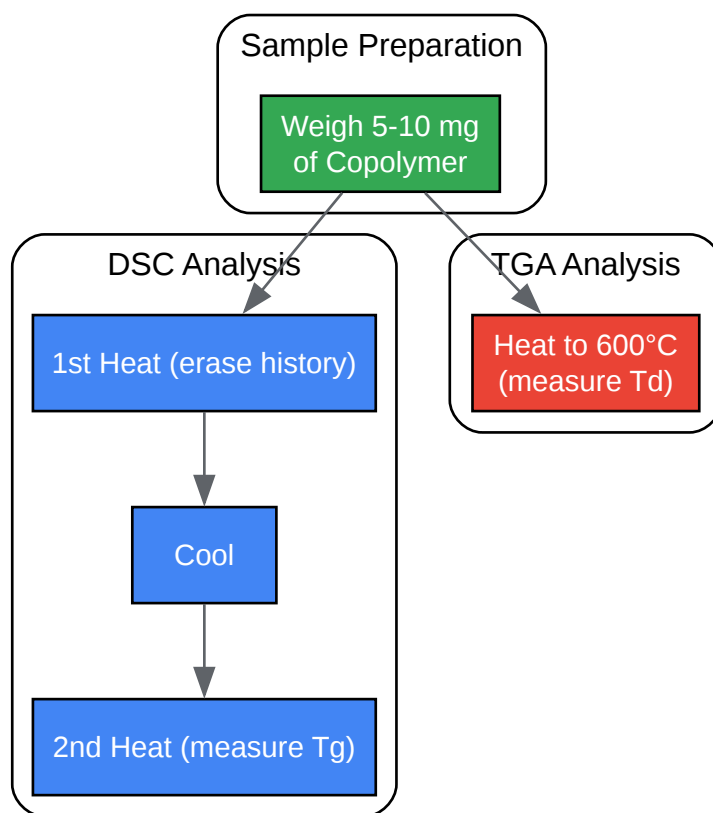 Sample Preparation
Weigh 5-10 mg
of Copolymer
DSC Analysis
1st Heat (erase history)
Cool
2nd Heat (measure Tg)
TGA Analysis
Heat to 600°C
(measure Td)